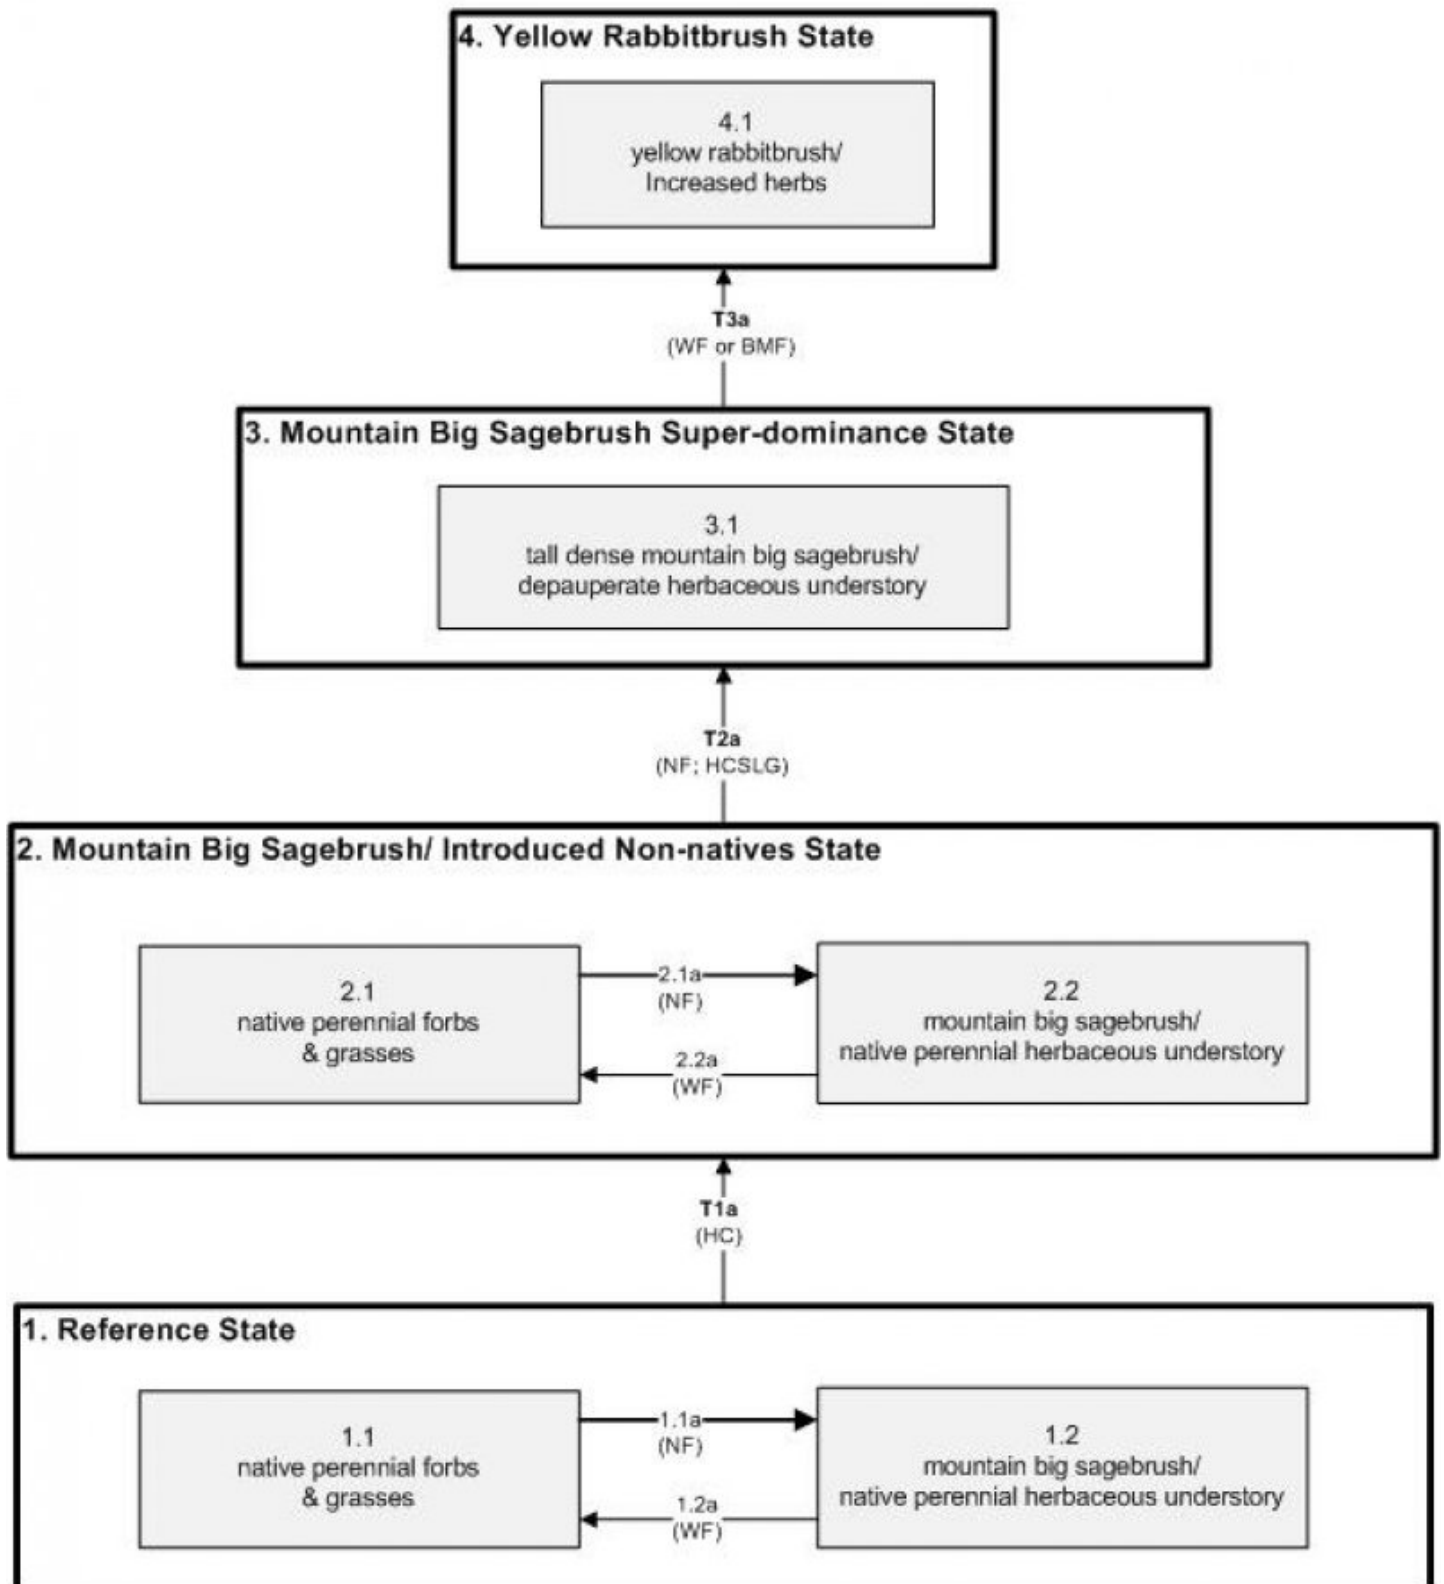 4. Yellow Rabbitbrush State
4.1
yellow rabbitbrush/
Increased herbs
T3a
(WF or BMF)
3. Mountain Big Sagebrush Super-dominance State
3.1
tall dense mountain big sagebrush/
depauperate herbaceous understory
T2a
(NF; HCSLG)
2. Mountain Big Sagebrush/ Introduced Non-natives State
2.1
native perennial forbs
& grasses
2.1a
(NF)
2.2a
(WF)
2.2
mountain big sagebrush/
native perennial herbaceous understory
T1a
(HC)
1. Reference State
1.1
native perennial forbs
& grasses
1.1a
(NF)
1.2a
(WF)
1.2
mountain big sagebrush/
native perennial herbaceous understory